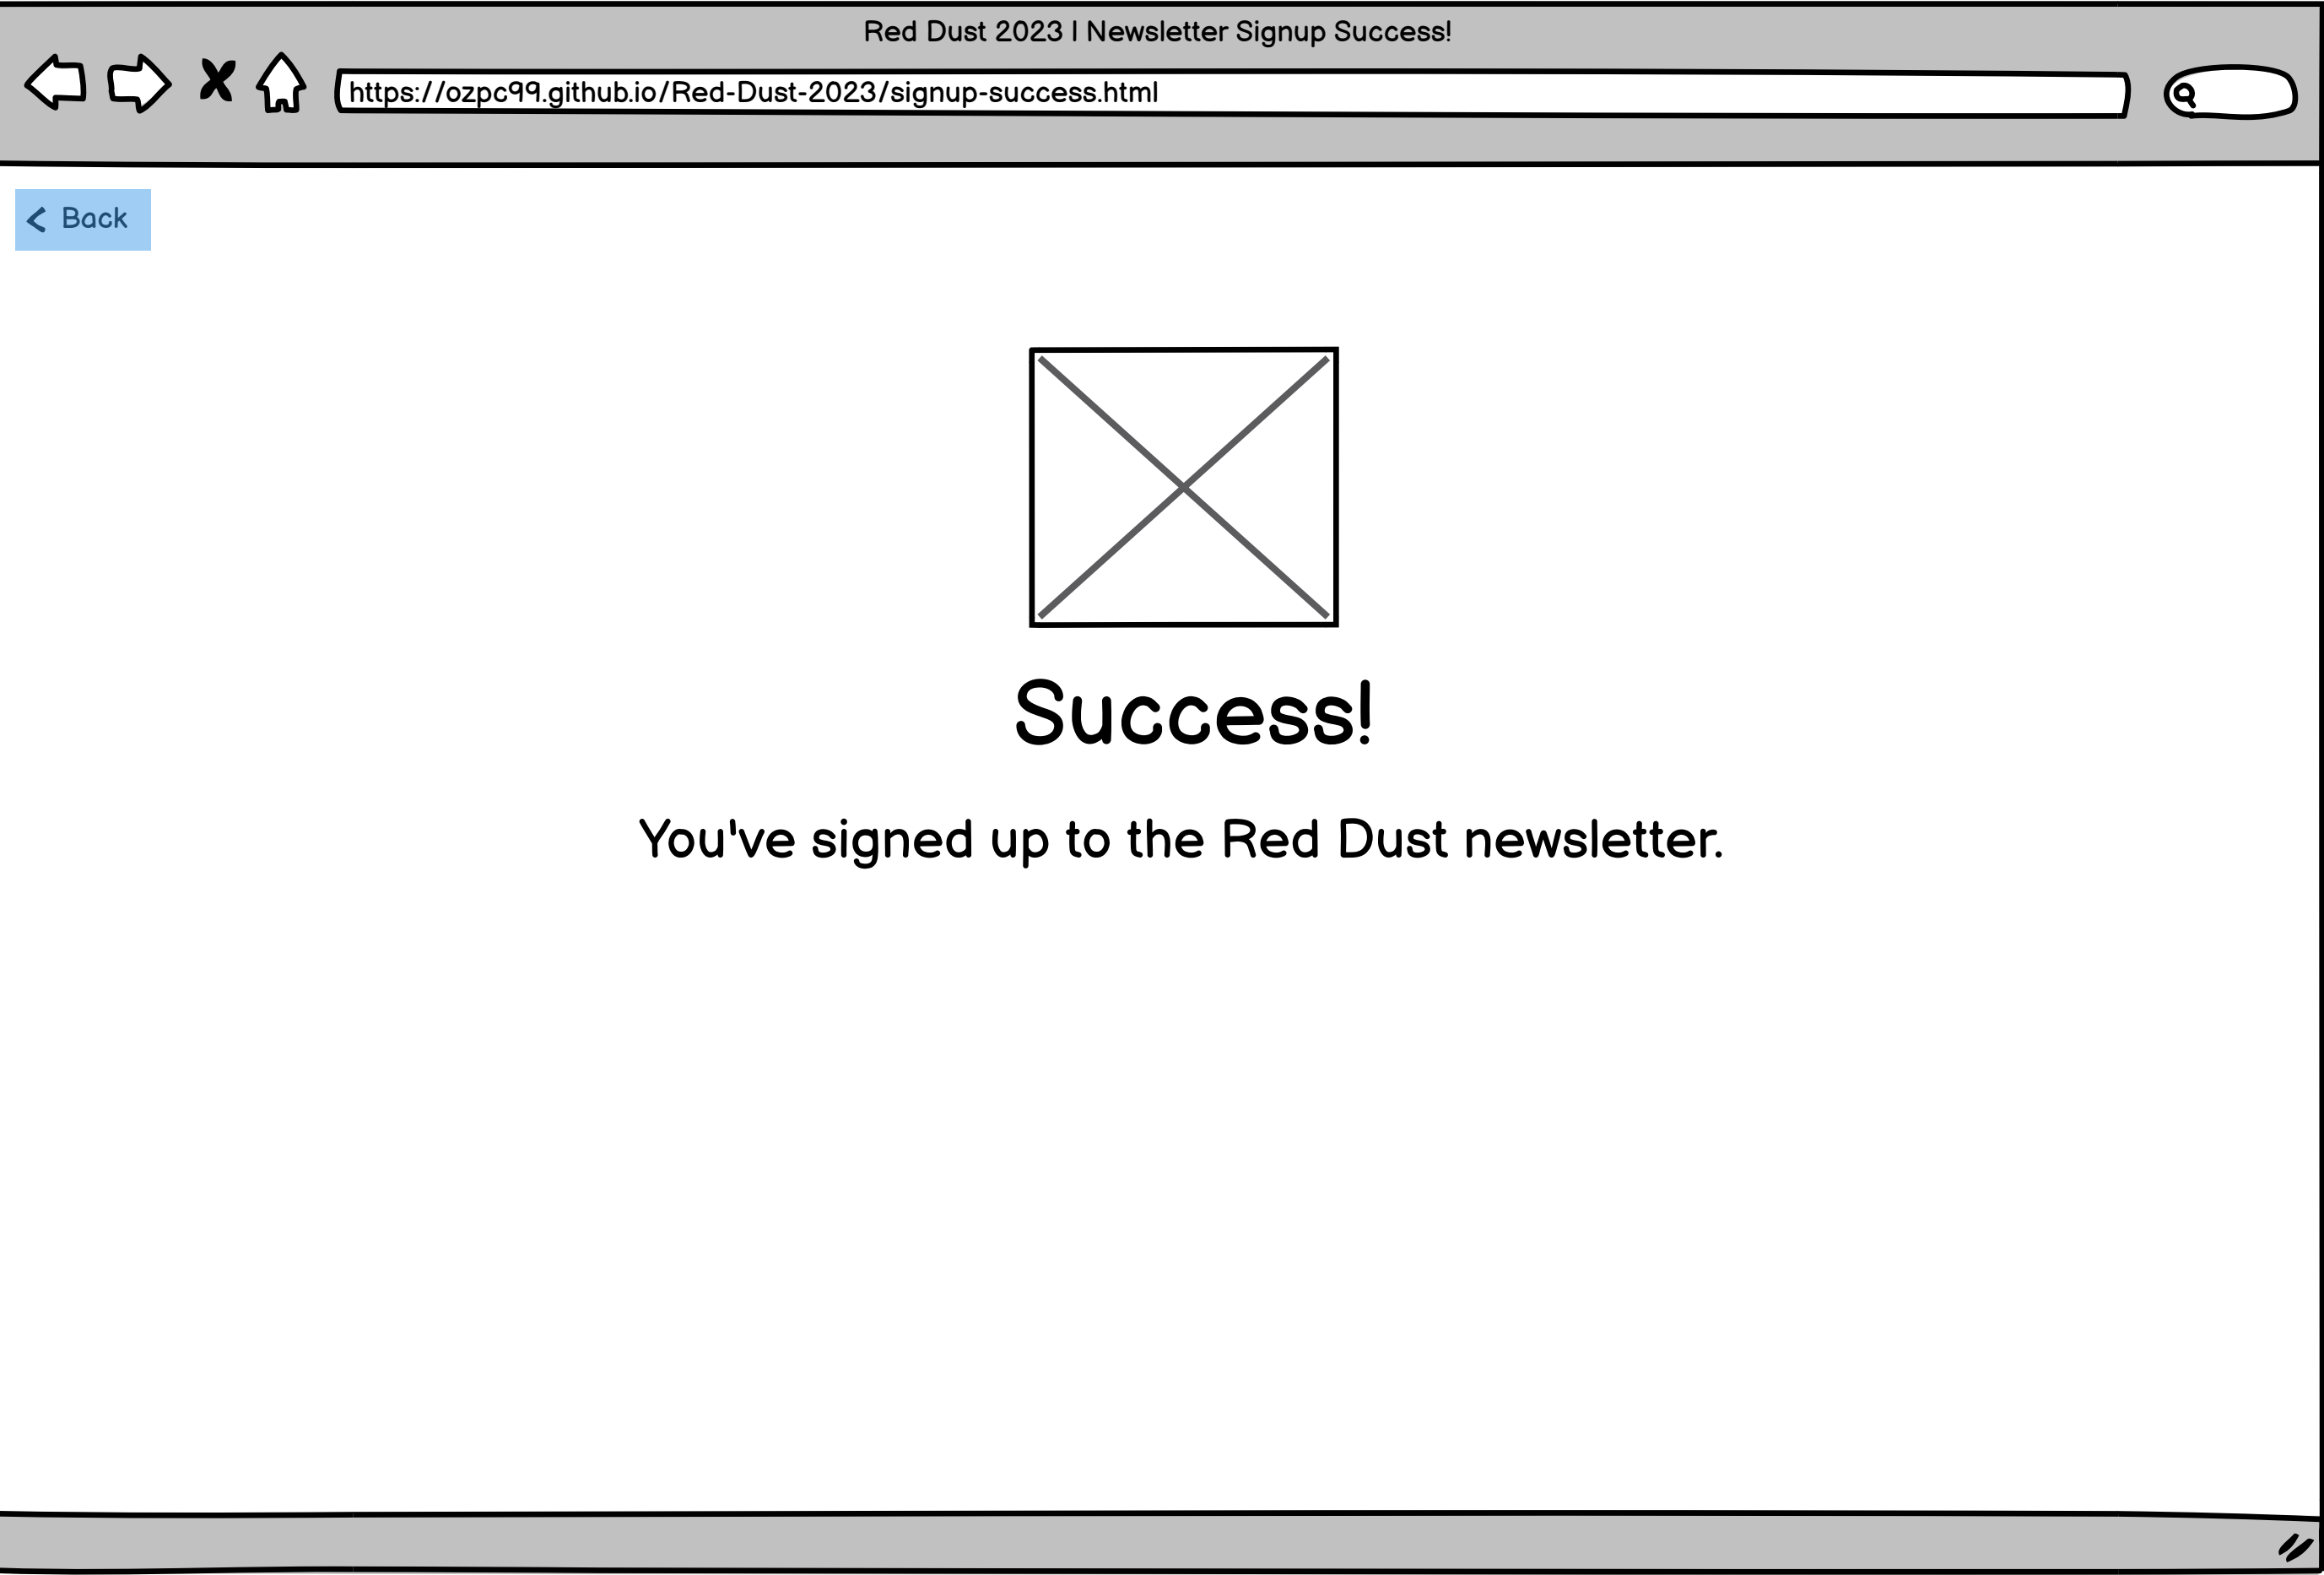 Red Dust 2023 | Newsletter Signup Success!
https://ozpc99.github.io/Red-Dust-2023/signup-success.html
< Back
Success!
You've signed up to the Red Dust newsletter.